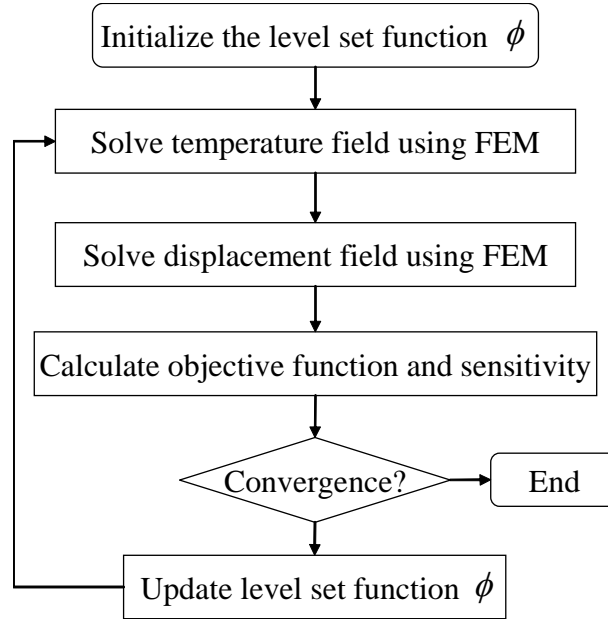 Initialize the level set function ϕ
Solve temperature field using FEM
Solve displacement field using FEM
Calculate objective function and sensitivity
Convergence?
End
Update level set function ϕ